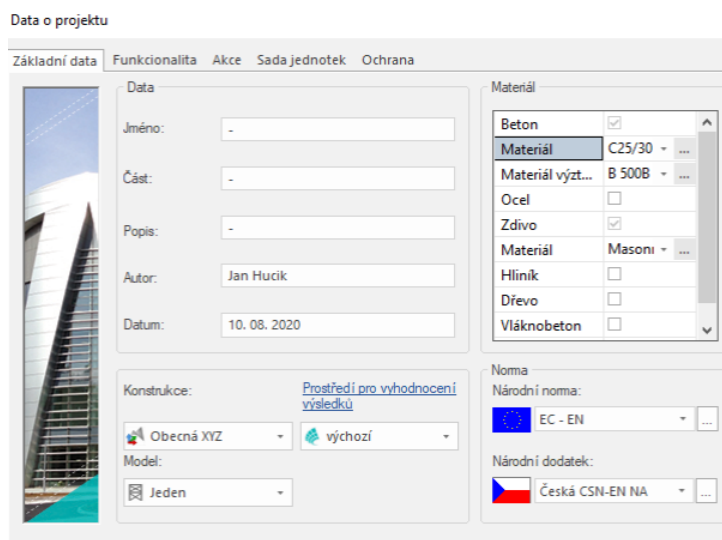 Data o projektu
Základní data Funkcionalita Akce Sada jednotek Ochrana
Data
Jméno: -
Část: -
Popis: -
Autor: Jan Hucik
Datum: 10. 08. 2020
Materiál
Beton
Materiál C25/30 ...
Materiál výzt... B 500B ...
Ocel
Zdivo
Materiál Mason ...
Hliník
Dřevo
Vláknobeton
Konstrukce:
Prostředí pro vyhodnocení
výsledků
Obecná XYZ
výchozí
Model:
Jeden
Norma
Národní norma:
EC - EN ...
Národní dodatek:
Česká CSN-EN NA ...